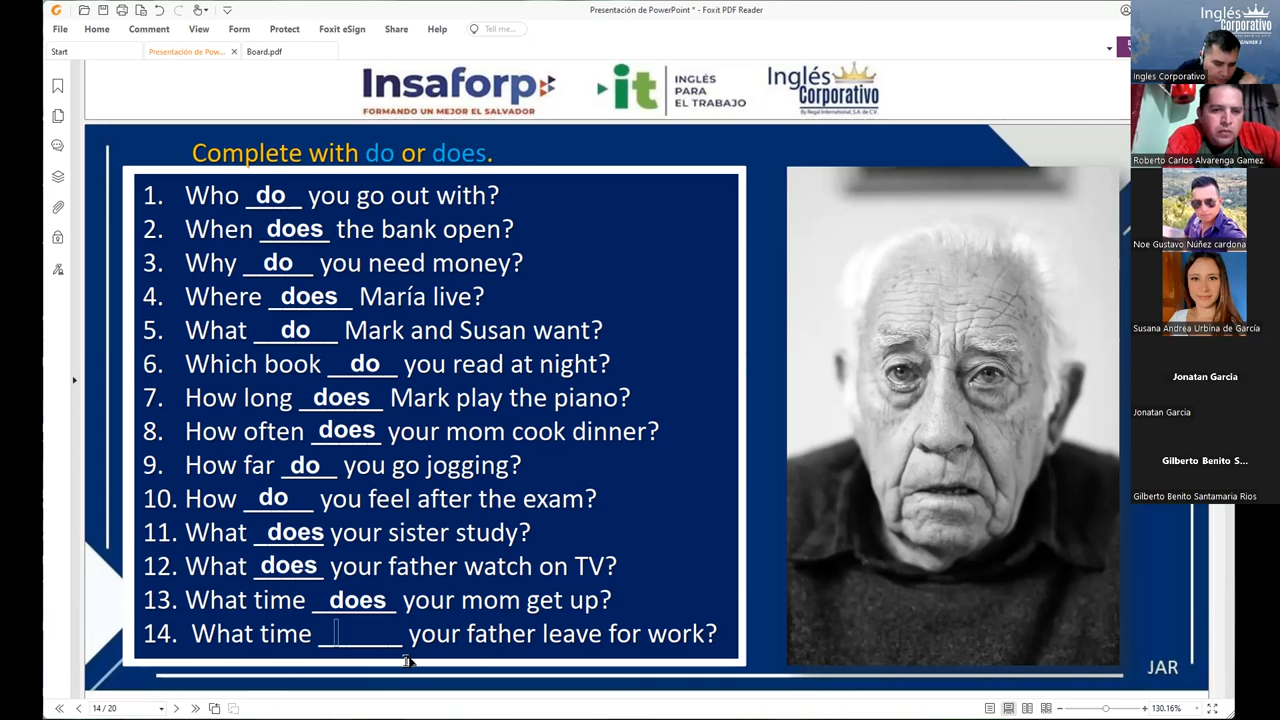 Presentación de PowerPoint * - Foxit PDF Reader
File Home Comment View Form Protect Foxit eSign Share Help Tell me...
Start Presentación de Pow... Board.pdf
Insaforp
FORMANDO UN MEJOR EL SALVADOR
it
INGLÉS
PARA
EL TRABAJO
Inglés
Corporativo
By Regal International, S.A. de C.V.
Complete with do or does.
1. Who do you go out with?
2. When does the bank open?
3. Why do you need money?
4. Where does María live?
5. What do Mark and Susan want?
6. Which book do you read at night?
7. How long does Mark play the piano?
8. How often does your mom cook dinner?
9. How far do you go jogging?
10. How do you feel after the exam?
11. What does your sister study?
12. What does your father watch on TV?
13. What time does your mom get up?
14. What time ______ your father leave for work?
JAR
14 / 20
130.16%
Inglés
Corporativo
Ingles Corporativo
Roberto Carlos Alvarenga Gamez
Noe Gustavo Núñez cardona
Susana Andrea Urbina de García
Jonatan Garcia
Jonatan Garcia
Gilberto Benito S...
Gilberto Benito Santamaria Rios